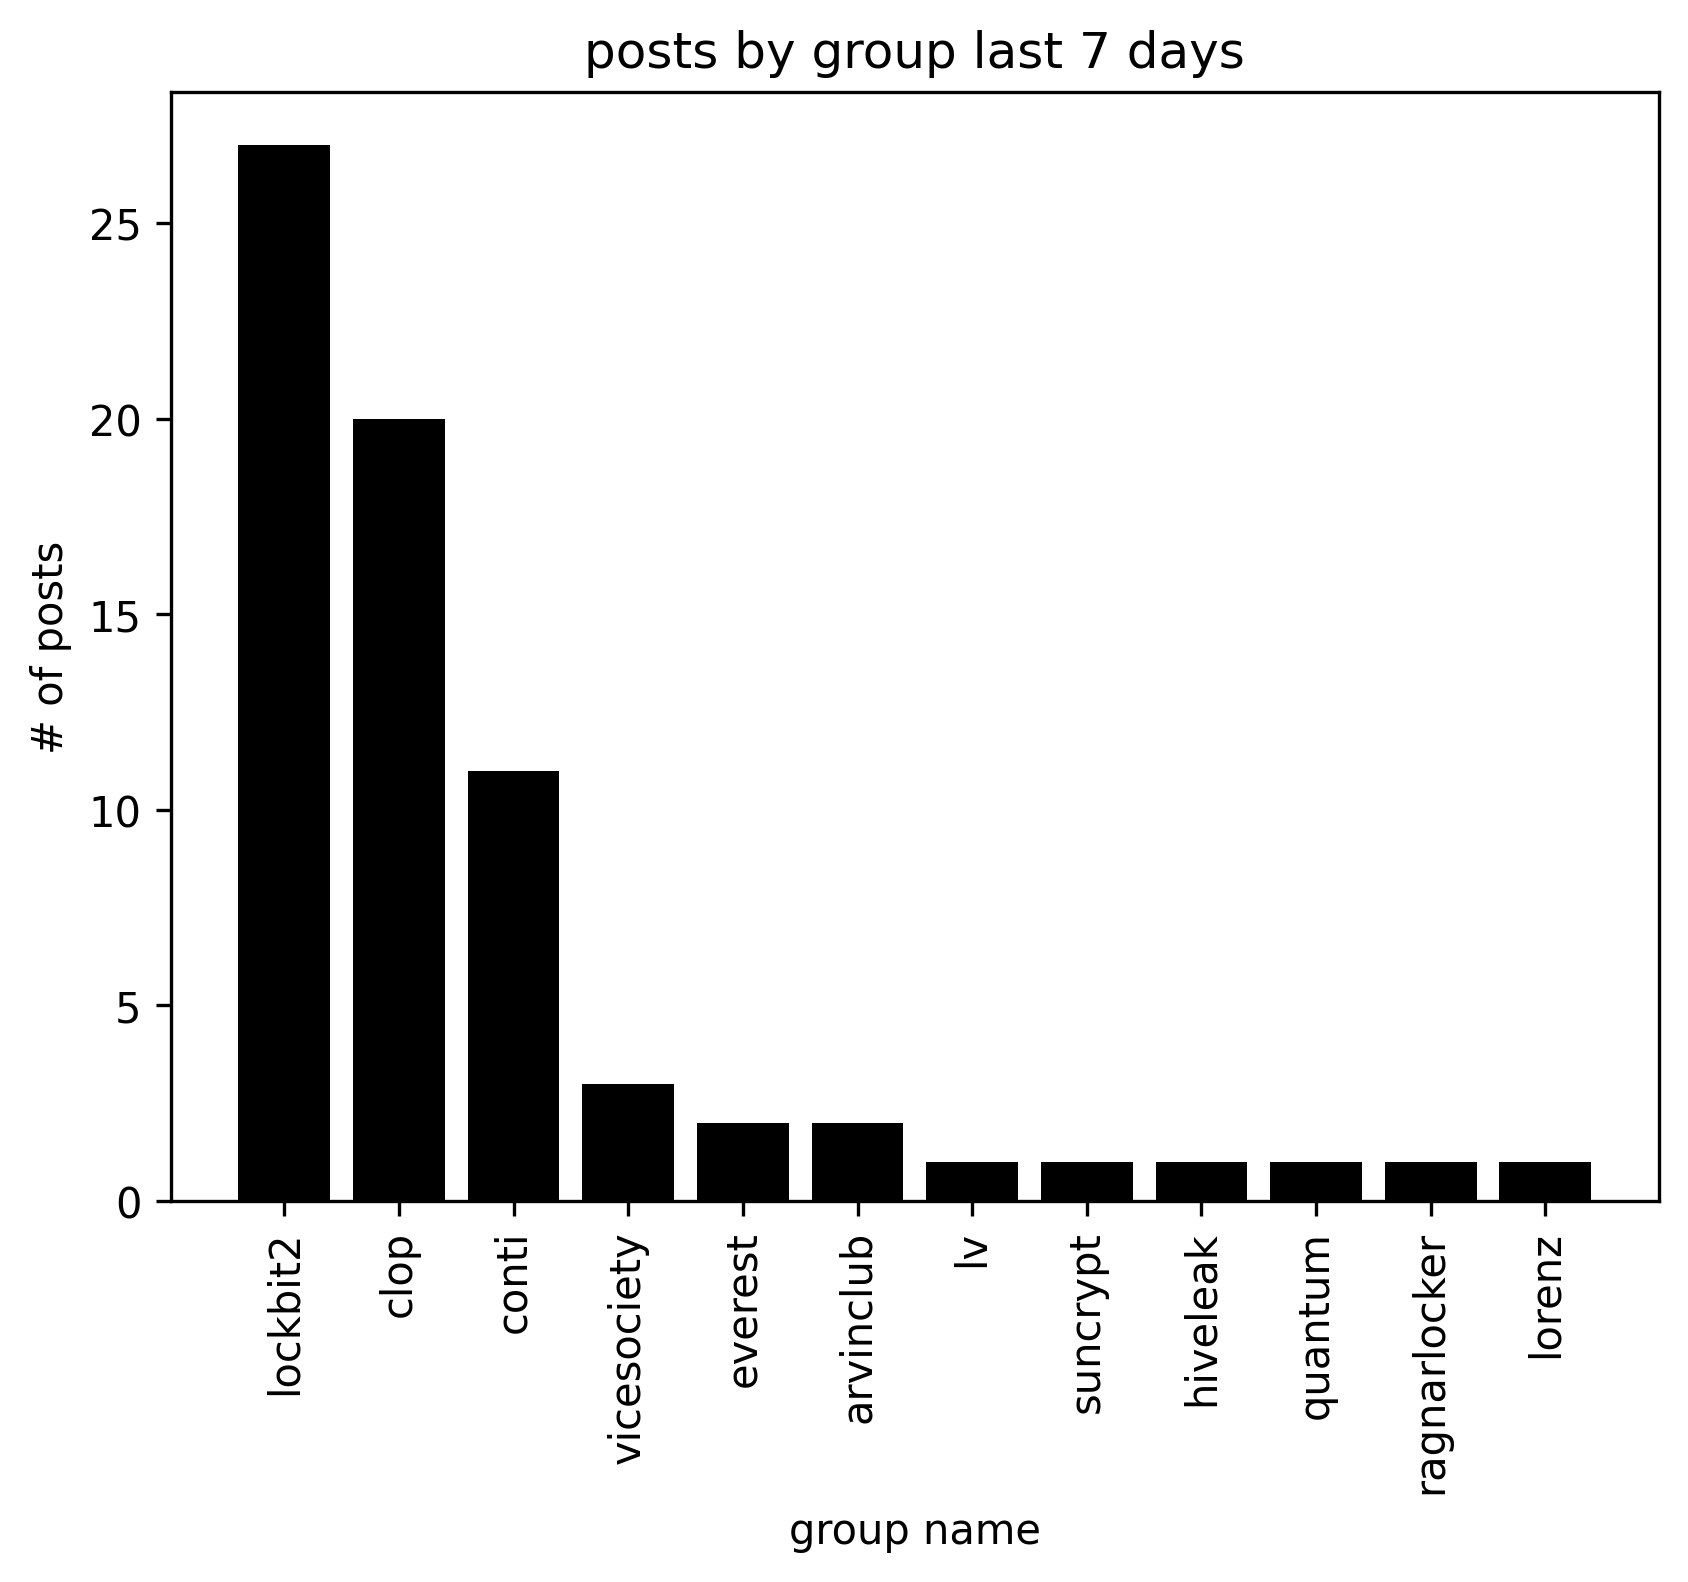 posts by group last 7 days
# of posts
25
20
15
10
5
0
lockbit2
clop
conti
vicesociety
everest
arvinclub
lv
suncrypt
hiveleak
quantum
ragnarlocker
lorenz
group name